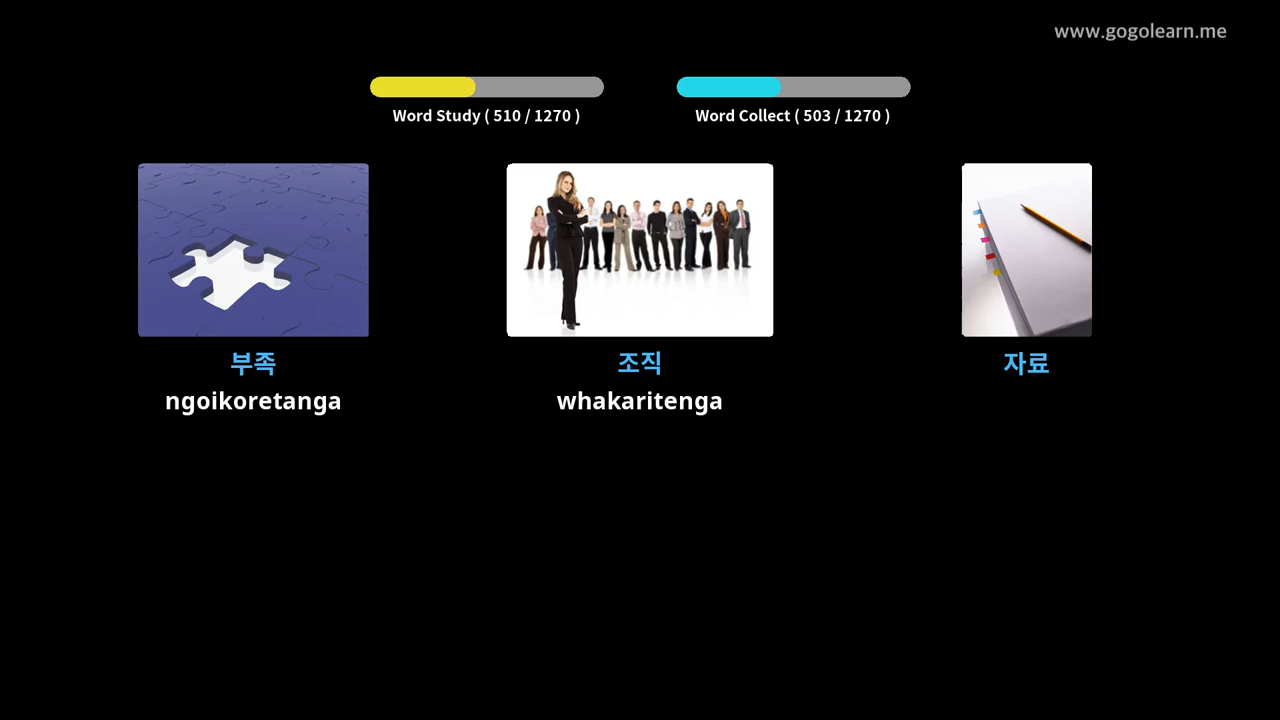 www.gogolearn.me
Word Study ( 510 / 1270 )
Word Collect ( 503 / 1270 )
부족
조직
자료
ngoikoretanga
whakaritenga